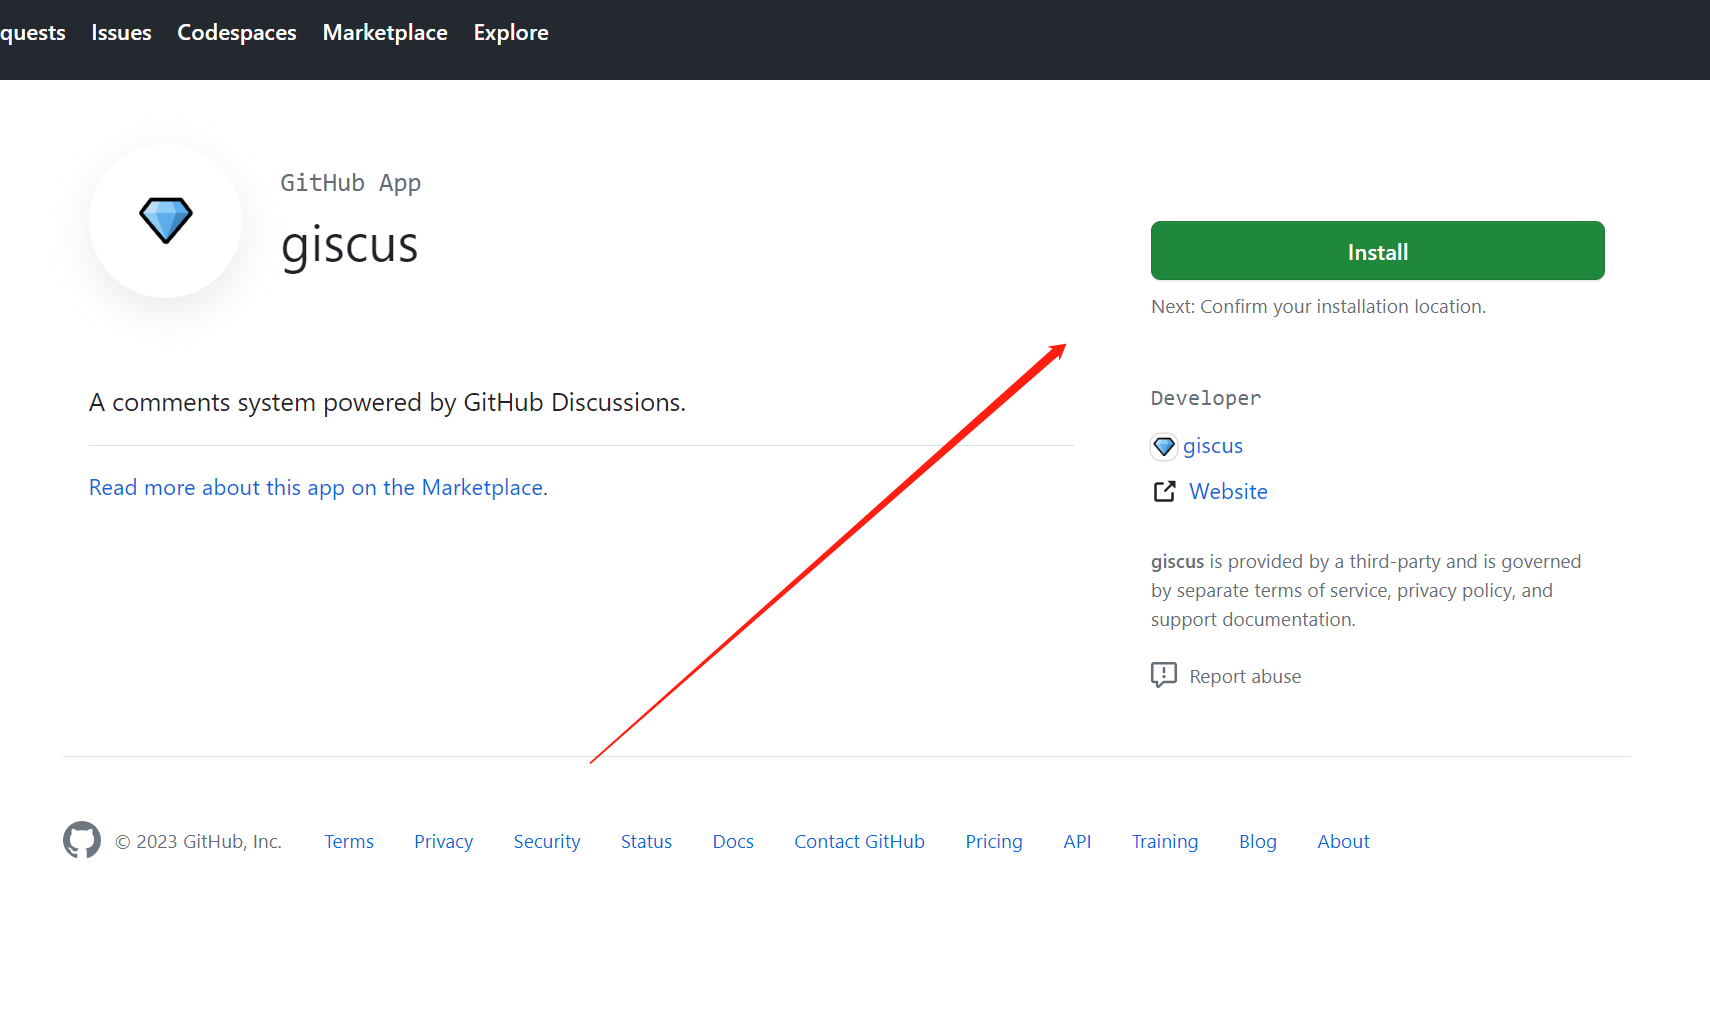 quests Issues Codespaces Marketplace Explore
GitHub App
giscus
Install
Next: Confirm your installation location.
A comments system powered by GitHub Discussions.
Read more about this app on the Marketplace.
Developer
giscus
Website
giscus is provided by a third-party and is governed
by separate terms of service, privacy policy, and
support documentation.
Report abuse
© 2023 GitHub, Inc. Terms Privacy Security Status Docs Contact GitHub Pricing API Training Blog About